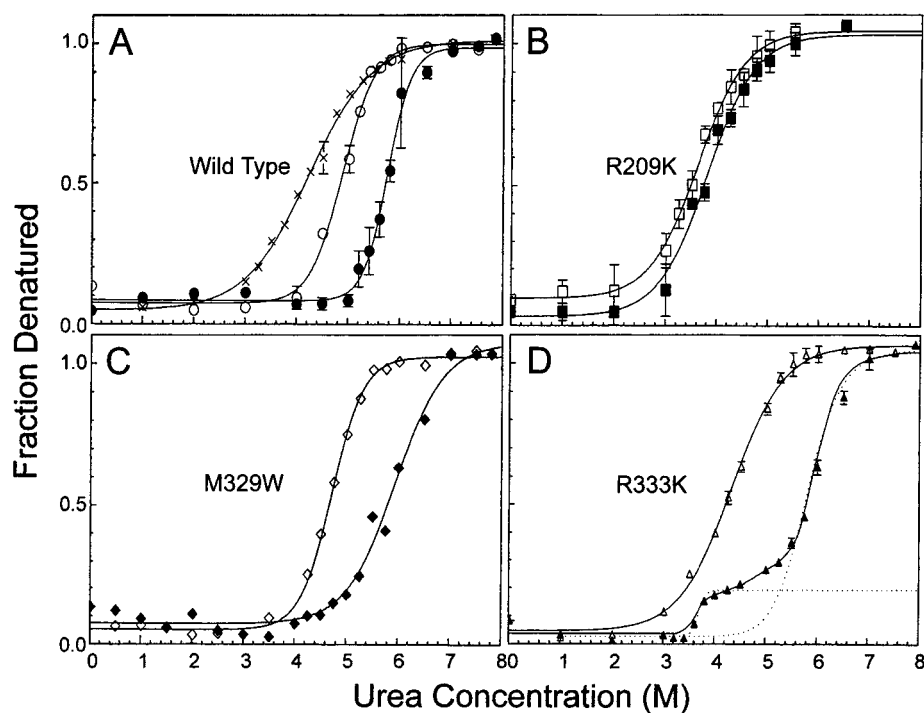 A
B
1.0
Wild Type
R209K
0.5
0.0
C
D
1.0
M329W
R333K
0.5
0.0
0 1 2 3 4 5 6 7 80 1 2 3 4 5 6 7 8
Fraction Denatured
Urea Concentration (M)